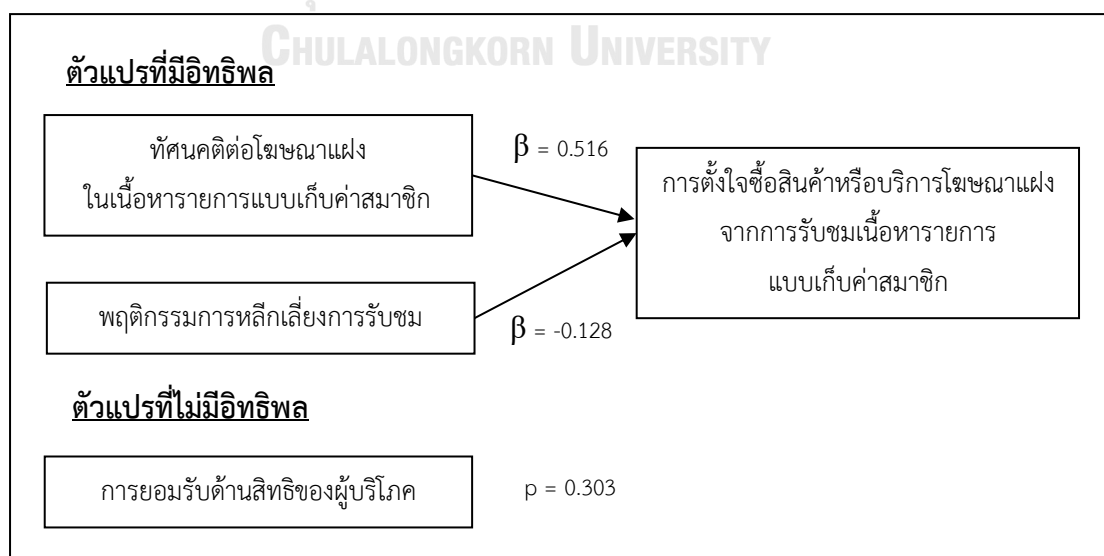 CHULALONGKORN UNIVERSITY
ตัวแปรที่มีอิทธิพล
ทัศนคติต่อโฆษณาแฝง
ในเนื้อหารายการแบบเก็บค่าสมาชิก
β = 0.516
การตั้งใจซื้อสินค้าหรือบริการโฆษณาแฝง
จากการรับชมเนื้อหารายการ
แบบเก็บค่าสมาชิก
พฤติกรรมการหลีกเลี่ยงการรับชม
β = -0.128
ตัวแปรที่ไม่มีอิทธิพล
การยอมรับด้านสิทธิของผู้บริโภค
p = 0.303